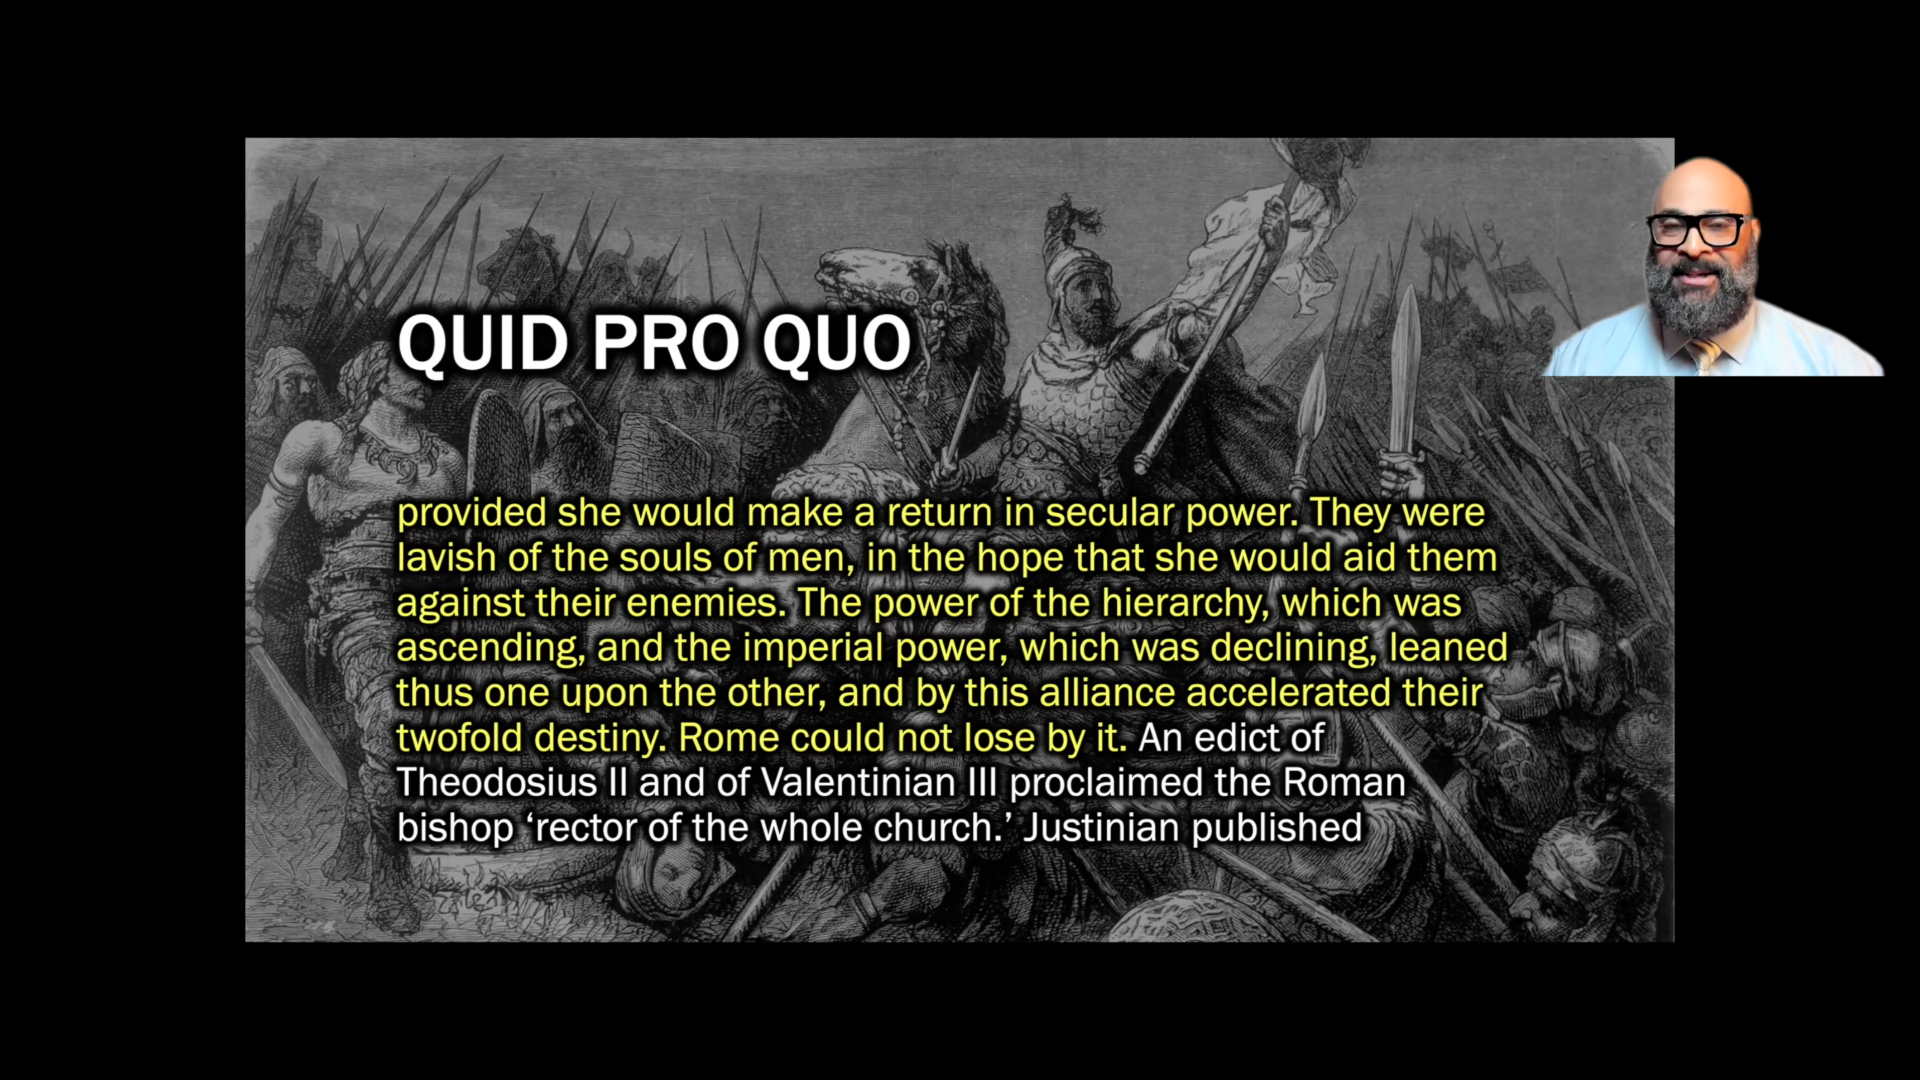 QUID PRO QUO
provided she would make a return in secular power. They were
lavish of the souls of men, in the hope that she would aid them
against their enemies. The power of the hierarchy, which was
ascending, and the imperial power, which was declining, leaned
thus one upon the other, and by this alliance accelerated their
twofold destiny. Rome could not lose by it. An edict of
Theodosius II and of Valentinian III proclaimed the Roman
bishop ‘rector of the whole church.’ Justinian published